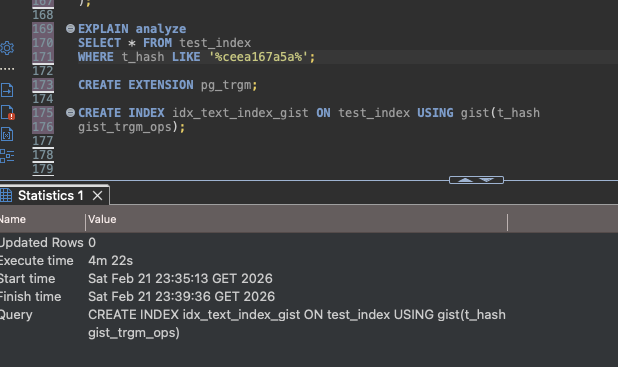 167 );
168
169 EXPLAIN analyze
170 SELECT * FROM test_index
171 WHERE t_hash LIKE '%ceea167a5a%';
172
173 CREATE EXTENSION pg_trgm;
174
175 CREATE INDEX idx_text_index_gist ON test_index USING gist(t_hash
176 gist_trgm_ops);
177
178
179
Statistics 1
Name Value
Updated Rows 0
Execute time 4m 22s
Start time Sat Feb 21 23:35:13 GET 2026
Finish time Sat Feb 21 23:39:36 GET 2026
Query CREATE INDEX idx_text_index_gist ON test_index USING gist(t_hash
gist_trgm_ops)